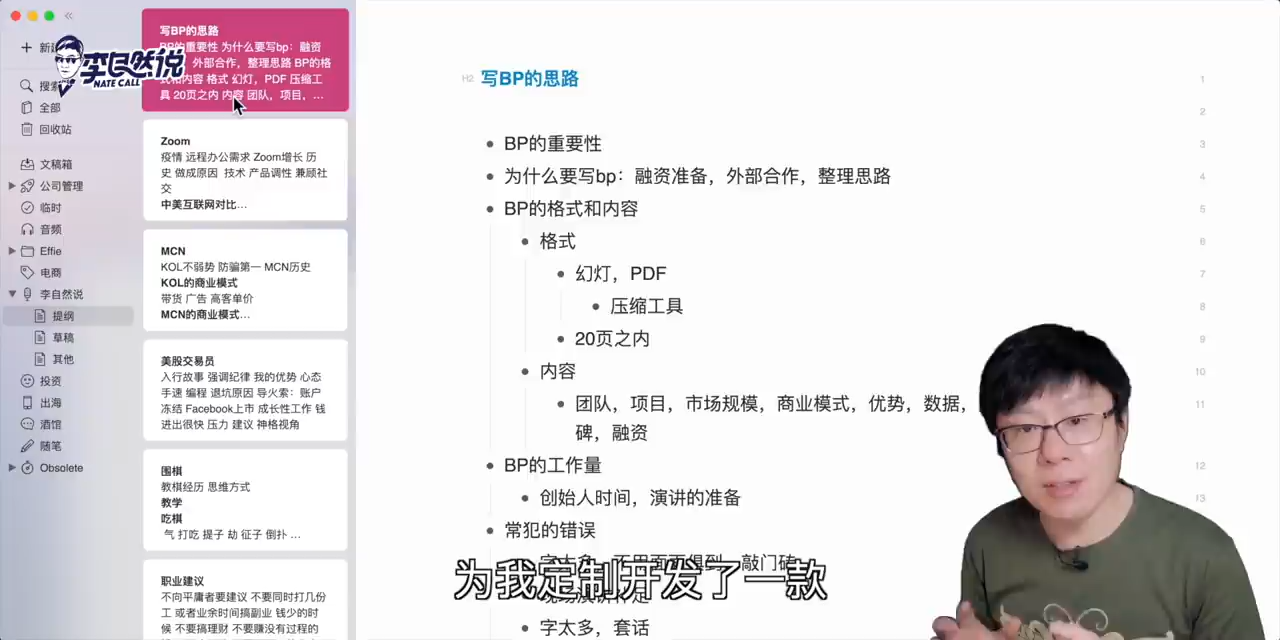 写BP的思路
BP的重要性 为什么要写bp：融资
外部合作，整理思路 BP的格
式和内容 格式 幻灯，PDF 压缩工
具 20页之内 内容 团队，项目，…
李自然说
NATE CALL
搜索
全部
回收站
文稿箱
公司管理
临时
音频
Effie
电商
李自然说
提纲
草稿
其他
投资
出海
酒馆
随笔
Obsolete
Zoom
疫情 远程办公需求 Zoom增长 历
史 做成原因 技术 产品调性 兼顾社
交
中美互联网对比…
MCN
KOL不弱势 防骗第一 MCN历史
KOL的商业模式
带货 广告 高客单价
MCN的商业模式…
美股交易员
入行故事 强调纪律 我的优势 心态
手速 编程 退坑原因 导火索：账户
冻结 Facebook上市 成长性工作 钱
进出很快 压力 建议 神格视角
围棋
教棋经历 思维方式
教学
吃棋
气 打吃 提子 劫 征子 倒扑 …
职业建议
不向平庸者要建议 不要同时打几份
工 或者业余时间搞副业 钱少的时
候 不要搞理财 不要赚没有过程的
H2 写BP的思路
1
2
BP的重要性
3
为什么要写bp：融资准备，外部合作，整理思路
4
BP的格式和内容
5
格式
6
幻灯，PDF
7
压缩工具
8
20页之内
9
内容
10
团队，项目，市场规模，商业模式，优势，数据，
11
碑，融资
BP的工作量
12
创始人时间，演讲的准备
13
常犯的错误
字太多，不用面面俱到，敲门砖
为我定制开发了一款
字太多，套话